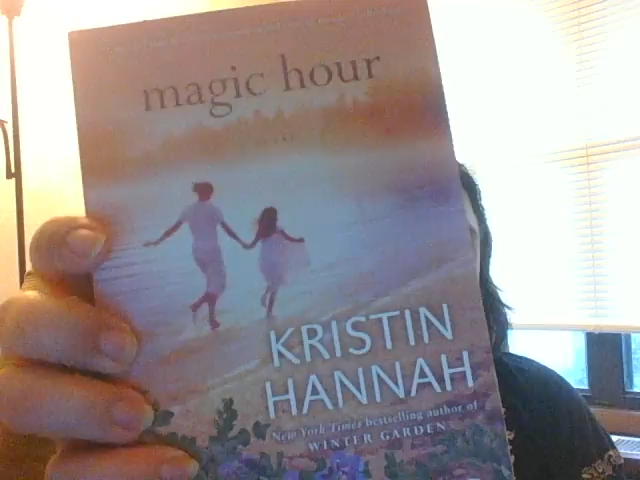 magic hour
KRISTIN
HANNAH
New York Times bestselling author of
WINTER GARDEN